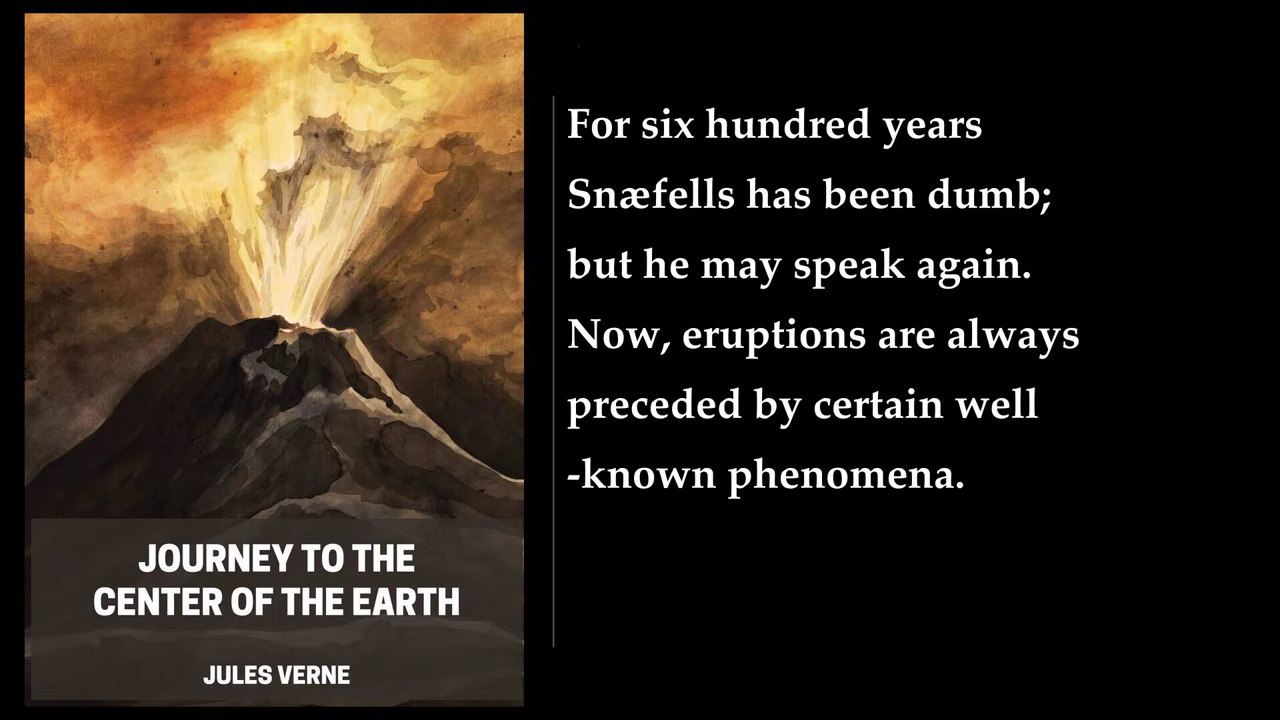 For six hundred years
Snæfells has been dumb;
but he may speak again.
Now, eruptions are always
preceded by certain well
-known phenomena.
JOURNEY TO THE
CENTER OF THE EARTH
JULES VERNE